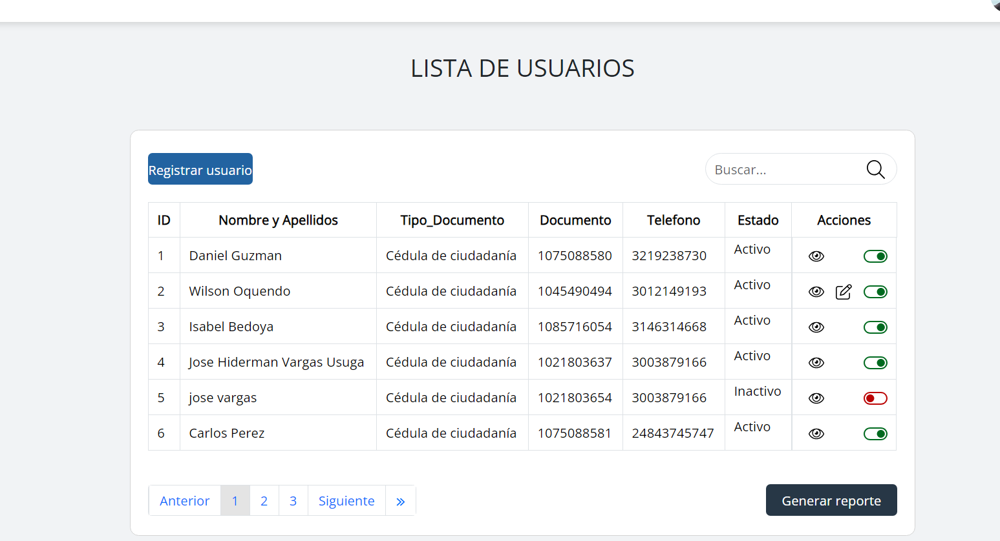 LISTA DE USUARIOS
Registrar usuario
Buscar...
ID Nombre y Apellidos Tipo_Documento Documento Telefono Estado Acciones
1 Daniel Guzman Cédula de ciudadanía 1075088580 3219238730 Activo
2 Wilson Oquendo Cédula de ciudadanía 1045490494 3012149193 Activo
3 Isabel Bedoya Cédula de ciudadanía 1085716054 3146314668 Activo
4 Jose Hiderman Vargas Usuga Cédula de ciudadanía 1021803637 3003879166 Activo
5 jose vargas Cédula de ciudadanía 1021803654 3003879166 Inactivo
6 Carlos Perez Cédula de ciudadanía 1075088581 24843745747 Activo
Anterior 1 2 3 Siguiente »
Generar reporte